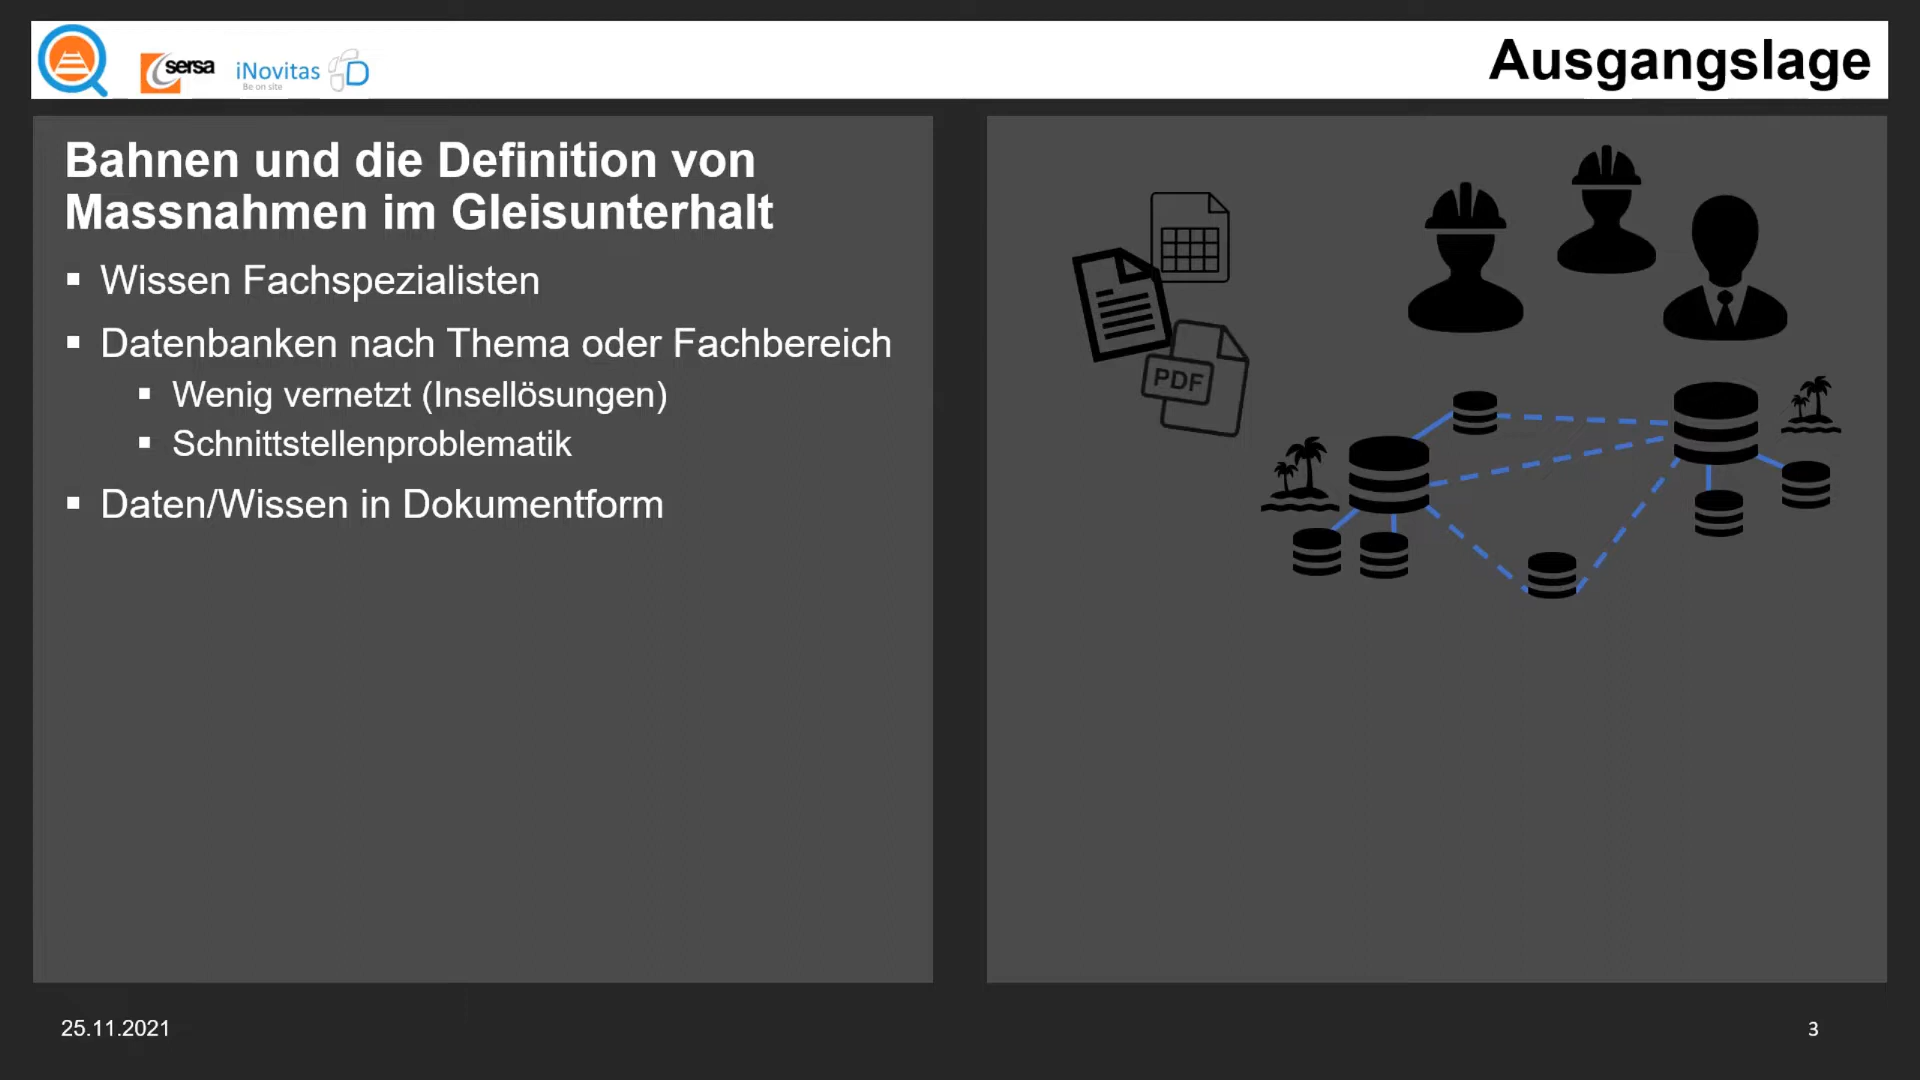 sersa
iNovitas
Be on site
Ausgangslage
Bahnen und die Definition von
Massnahmen im Gleisunterhalt
Wissen Fachspezialisten
Datenbanken nach Thema oder Fachbereich
Wenig vernetzt (Insellösungen)
Schnittstellenproblematik
Daten/Wissen in Dokumentform
PDF
25.11.2021
3